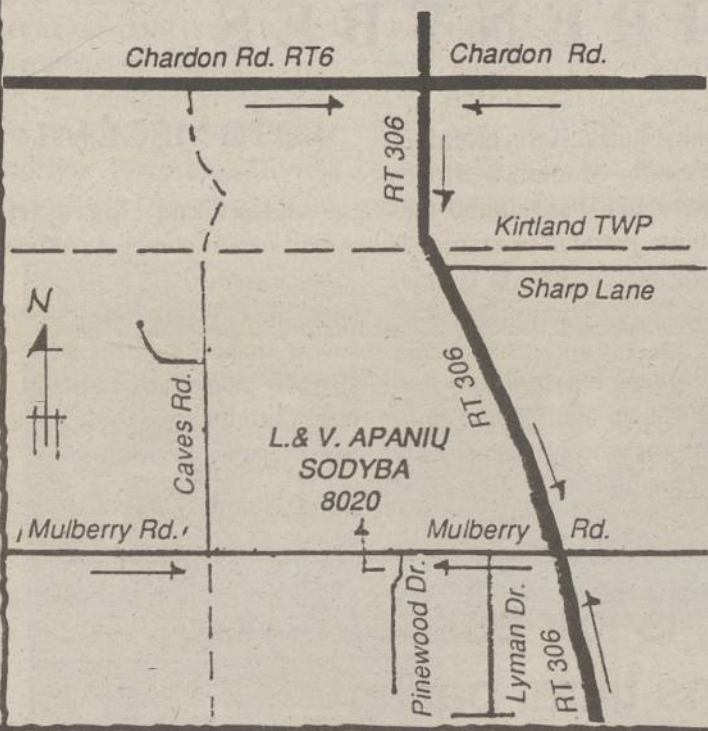 Chardon Rd. RT6
Chardon Rd.
RT 306
Kirtland TWP
Sharp Lane
N
RT 306
Caves Rd.
L.& V. APANIŲ
SODYBA
8020
Mulberry Rd.
Mulberry Rd.
Pinewood Dr.
Lyman Dr.
RT 306